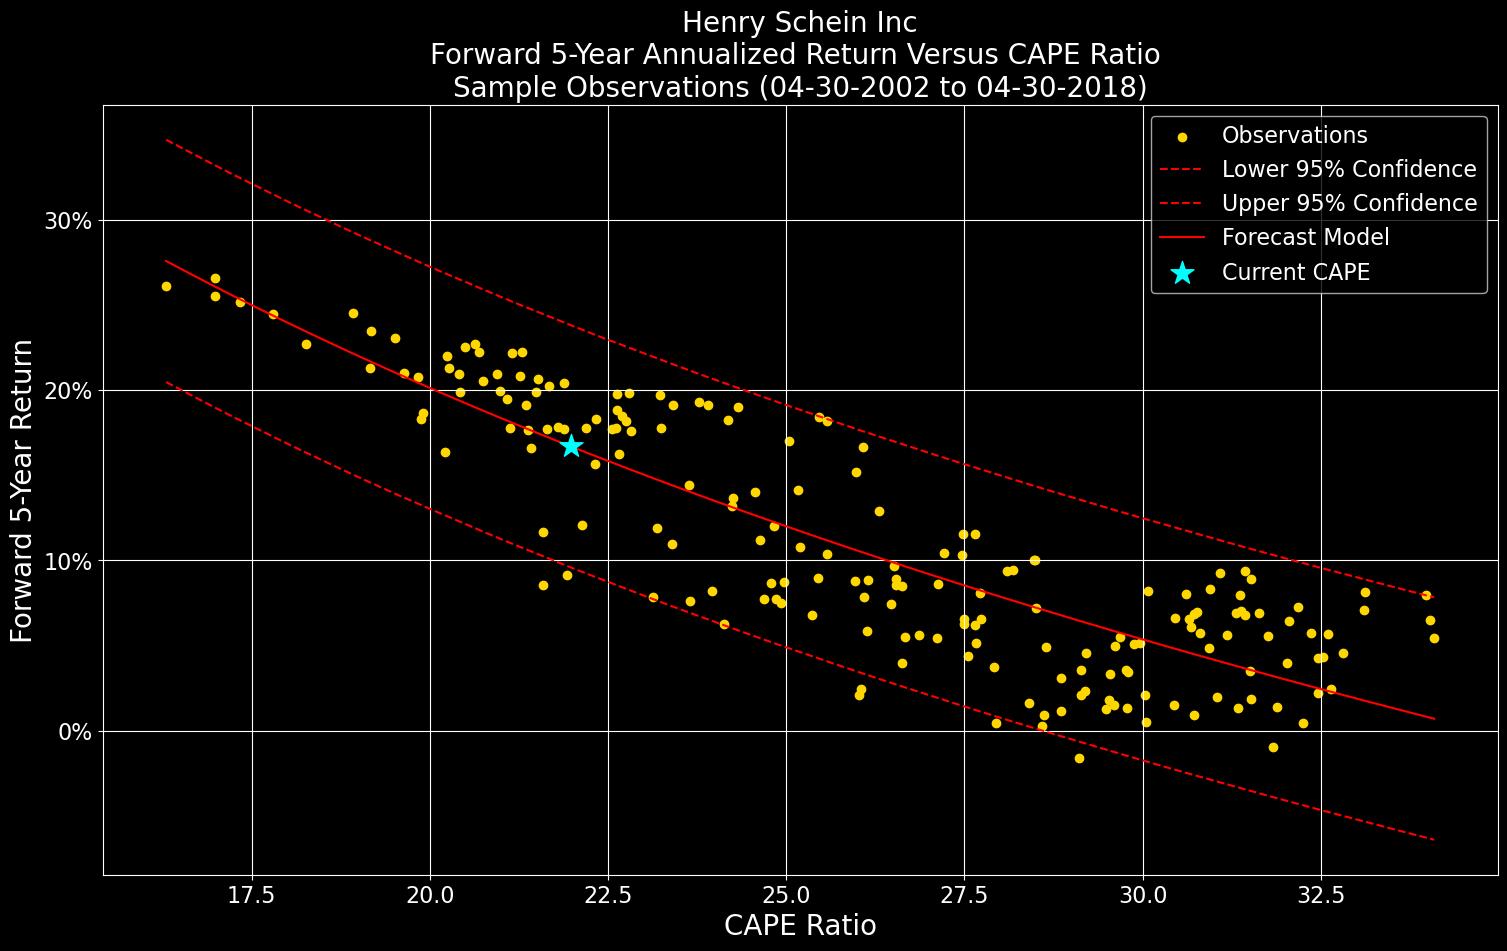 Henry Schein Inc
Forward 5-Year Annualized Return Versus CAPE Ratio
Sample Observations (04-30-2002 to 04-30-2018)
Observations
Lower 95% Confidence
Upper 95% Confidence
Forecast Model
Current CAPE
Forward 5-Year Return
30%
20%
10%
0%
17.5 20.0 22.5 25.0 27.5 30.0 32.5
CAPE Ratio